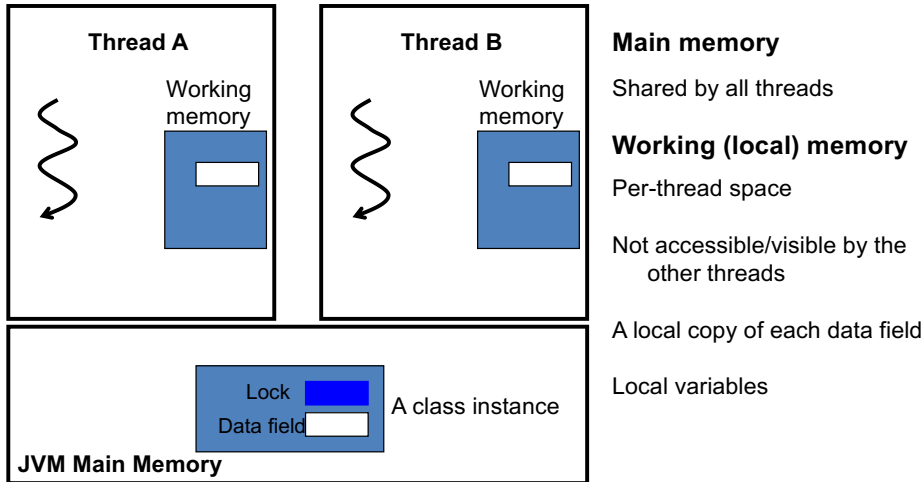 Thread A
Working
memory
Thread B
Working
memory
Lock
Data field
A class instance
JVM Main Memory
Main memory
Shared by all threads
Working (local) memory
Per-thread space
Not accessible/visible by the
other threads
A local copy of each data field
Local variables